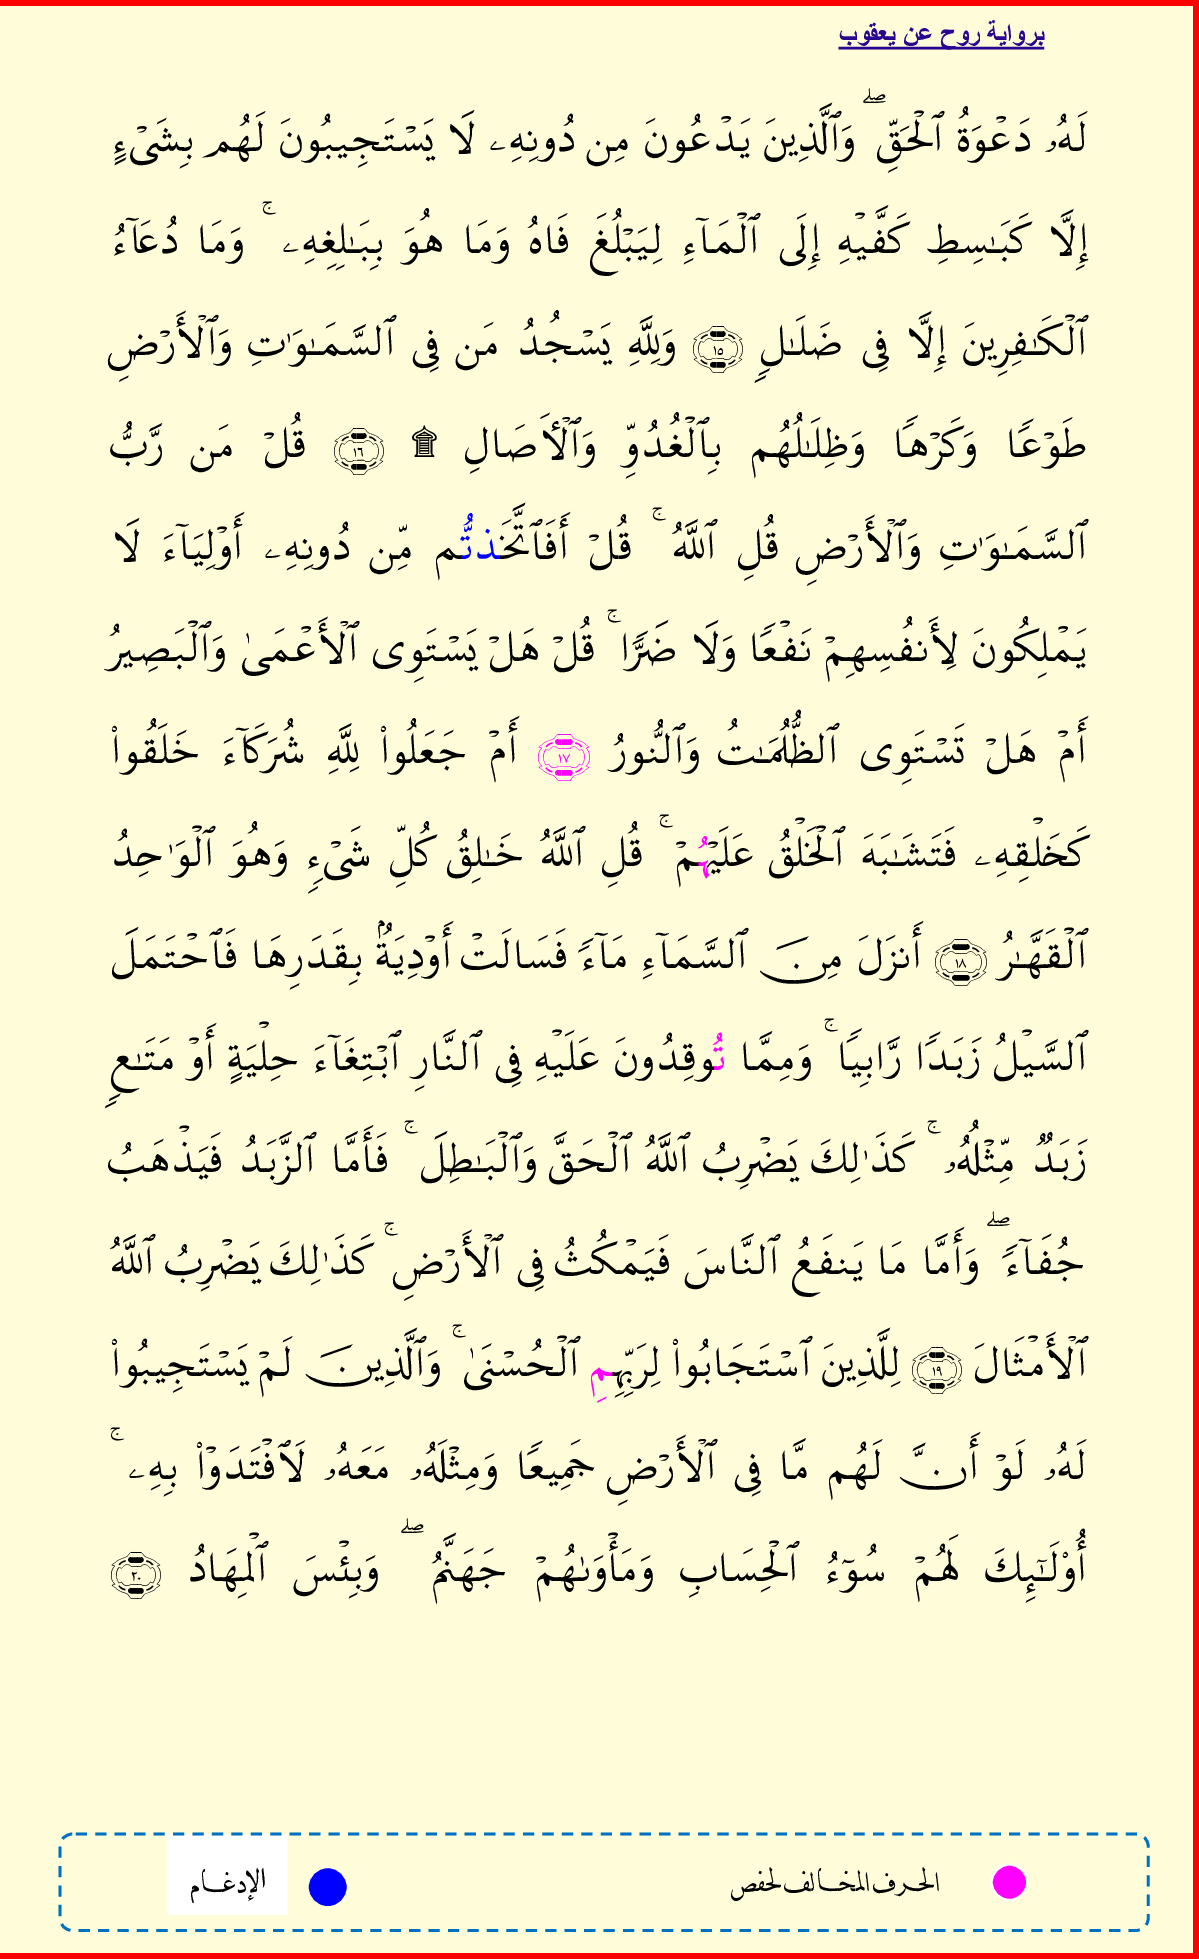 برواية روح عن يعقوب
لَهُۥ دَعۡوَةُ ٱلۡحَقِّۖ وَٱلَّذِينَ يَدۡعُونَ مِن دُونِهِۦ لَا يَسۡتَجِيبُونَ لَهُم بِشَيۡءٍ
إِلَّا كَبَٰسِطِ كَفَّيۡهِ إِلَى ٱلۡمَآءِ لِيَبۡلُغَ فَاهُ وَمَا هُوَ بِبَٰلِغِهِۦۚ وَمَا دُعَآءُ
ٱلۡكَٰفِرِينَ إِلَّا فِي ضَلَٰلٖ ١٥ وَلِلَّهِ يَسۡجُدُۤ مَن فِي ٱلسَّمَٰوَٰتِ وَٱلۡأَرۡضِ
طَوۡعٗا وَكَرۡهٗا وَظِلَٰلُهُم بِٱلۡغُدُوِّ وَٱلۡأٓصَالِ ۩ ١٦ قُلۡ مَن رَّبُّ
ٱلسَّمَٰوَٰتِ وَٱلۡأَرۡضِ قُلِ ٱللَّهُۚ قُلۡ أَفَٱتَّخَذتُّم مِّن دُونِهِۦ أَوۡلِيَآءَ لَا
يَمۡلِكُونَ لِأَنفُسِهِمۡ نَفۡعٗا وَلَا ضَرّٗاۚ قُلۡ هَلۡ يَسۡتَوِي ٱلۡأَعۡمَىٰ وَٱلۡبَصِيرُ
أَمۡ هَلۡ تَسۡتَوِي ٱلظُّلُمَٰتُ وَٱلنُّورُ ١٧ أَمۡ جَعَلُواْ لِلَّهِ شُرَكَآءَ خَلَقُواْ
كَخَلۡقِهِۦ فَتَشَٰبَهَ ٱلۡخَلۡقُ عَلَيۡهُمۡۚ قُلِ ٱللَّهُ خَٰلِقُ كُلِّ شَيۡءٖ وَهُوَ ٱلۡوَٰحِدُ
ٱلۡقَهَّٰرُ ١٨ أَنزَلَ مِنَ ٱلسَّمَآءِ مَآءٗ فَسَالَتۡ أَوۡدِيَةُۢ بِقَدَرِهَا فَٱحۡتَمَلَ
ٱلسَّيۡلُ زَبَدٗا رَّابِيٗاۚ وَمِمَّا تُوقِدُونَ عَلَيۡهِ فِي ٱلنَّارِ ٱبۡتِغَآءَ حِلۡيَةٍ أَوۡ مَتَٰعٖ
زَبَدٞ مِّثۡلُهُۥۚ كَذَٰلِكَ يَضۡرِبُ ٱللَّهُ ٱلۡحَقَّ وَٱلۡبَٰطِلَۚ فَأَمَّا ٱلزَّبَدُ فَيَذۡهَبُ
جُفَآءٗۖ وَأَمَّا مَا يَنفَعُ ٱلنَّاسَ فَيَمۡكُثُ فِي ٱلۡأَرۡضِۚ كَذَٰلِكَ يَضۡرِبُ ٱللَّهُ
ٱلۡأَمۡثَالَ ١٩ لِلَّذِينَ ٱسۡتَجَابُواْ لِرَبِّهِمِ ٱلۡحُسۡنَىٰۚ وَٱلَّذِينَ لَمۡ يَسۡتَجِيبُواْ
لَهُۥ لَوۡ أَنَّ لَهُم مَّا فِي ٱلۡأَرۡضِ جَمِيعٗا وَمِثۡلَهُۥ مَعَهُۥ لَٱفۡتَدَوۡاْ بِهِۦۚ
أُوْلَٰٓئِكَ لَهُمۡ سُوٓءُ ٱلۡحِسَابِ وَمَأۡوَىٰهُمۡ جَهَنَّمُۖ وَبِئۡسَ ٱلۡمِهَادُ ٢٠
الحرف المخالف لحفص
الإدغام